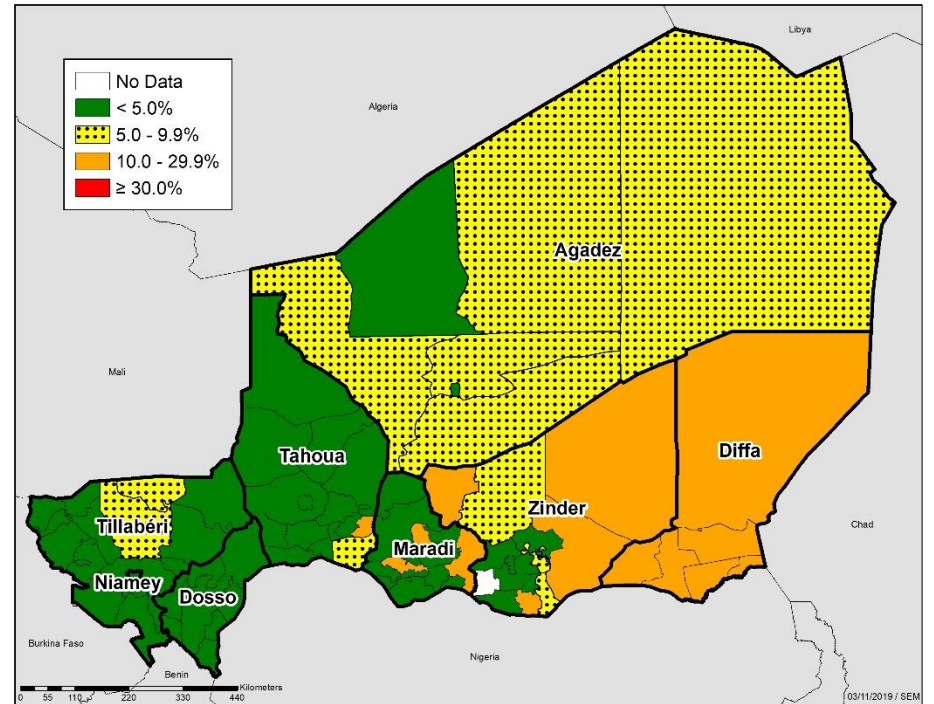 Libya
No Data
< 5.0%
5.0 - 9.9%
10.0 - 29.9%
≥ 30.0%
Algeria
Agadez
Mali
Tahoua
Diffa
Zinder
Tillabéri
Maradi
Chad
Niamey
Dosso
Burkina Faso
Nigeria
Benin
Kilometers
0 55 110 220 330 440
03/11/2019 / SEM